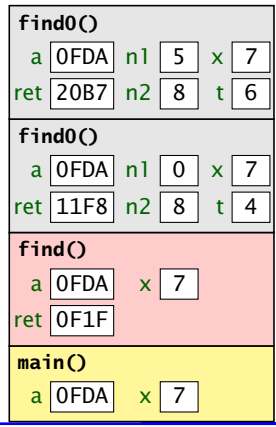 find0()
a 0FDA n1 5 x 7
ret 20B7 n2 8 t 6
find0()
a 0FDA n1 0 x 7
ret 11F8 n2 8 t 4
find()
a 0FDA x 7
ret 0F1F
main()
a 0FDA x 7